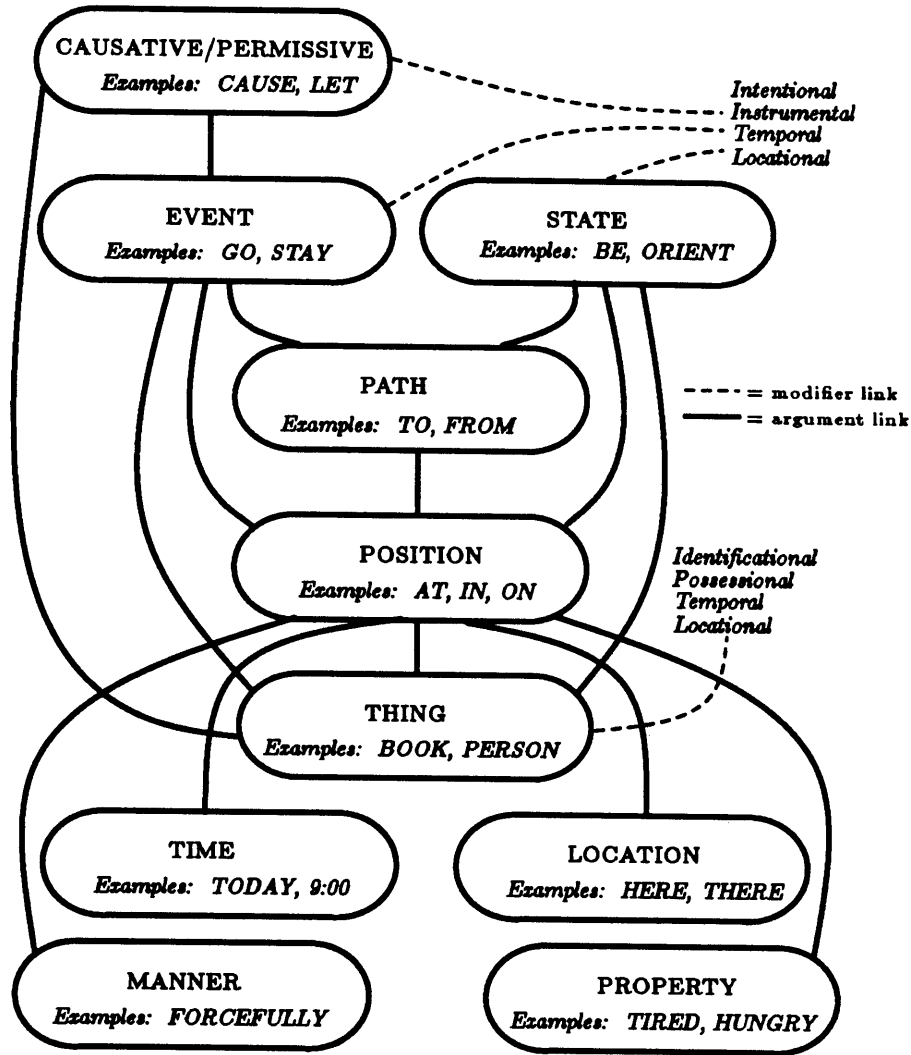 CAUSATIVE/PERMISSIVE
Examples: CAUSE, LET
Intentional
Instrumental
Temporal
Locational
EVENT
Examples: GO, STAY
STATE
Examples: BE, ORIENT
PATH
Examples: TO, FROM
= modifier link
= argument link
POSITION
Examples: AT, IN, ON
Identificational
Possessional
Temporal
Locational
THING
Examples: BOOK, PERSON
TIME
Examples: TODAY, 9:00
LOCATION
Examples: HERE, THERE
MANNER
Examples: FORCEFULLY
PROPERTY
Examples: TIRED, HUNGRY